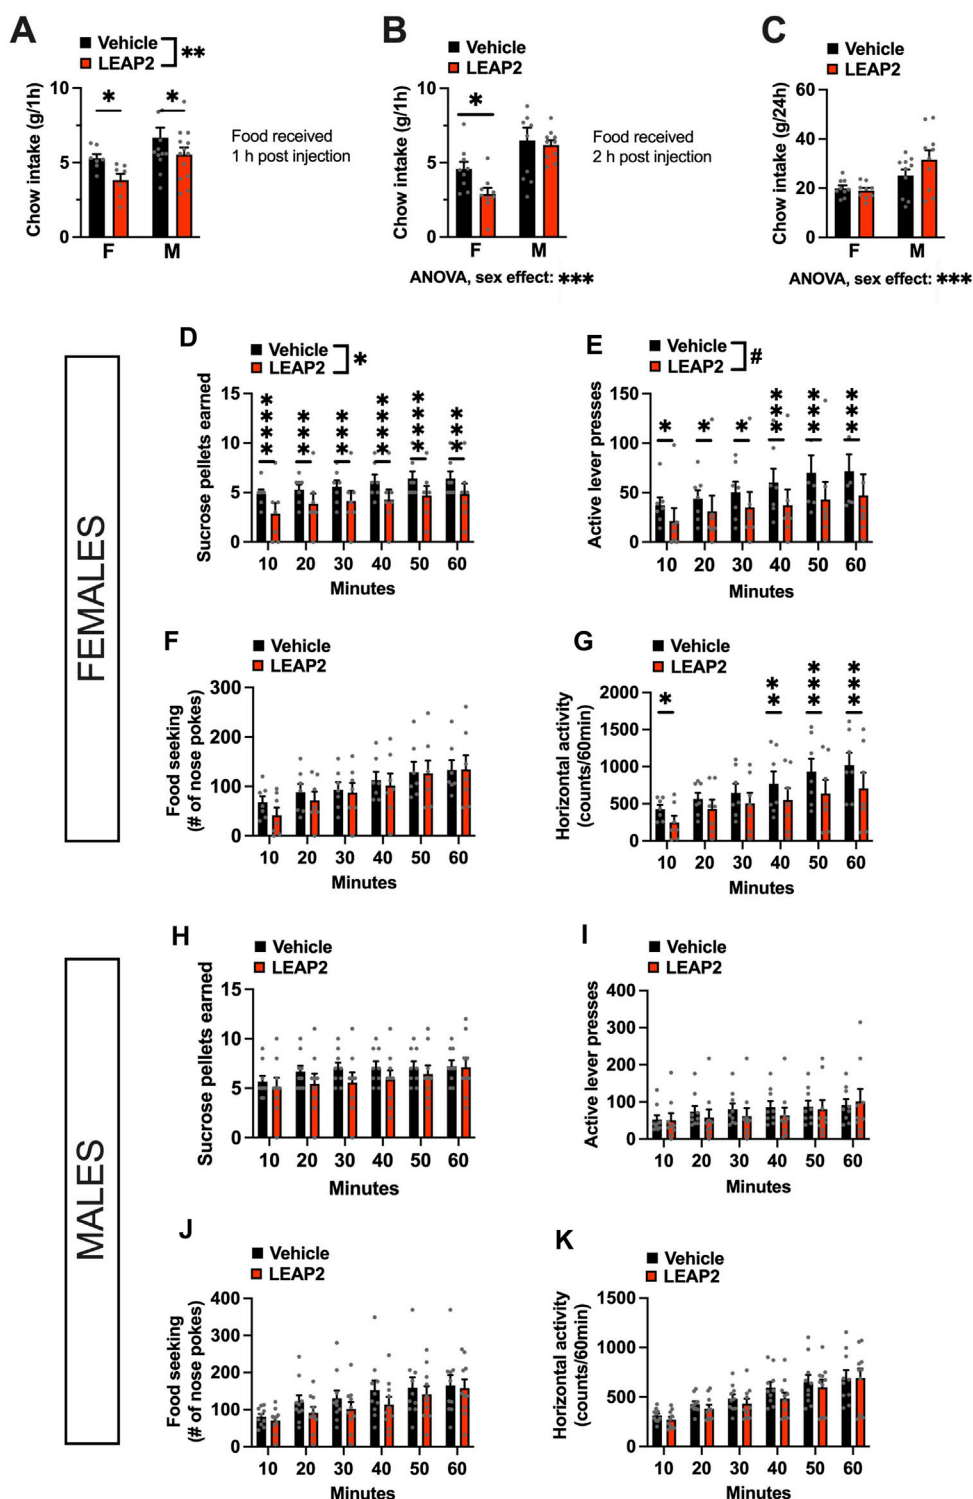 A
Vehicle
LEAP2
**
Chow intake (g/1h)
10
5
0
*
*
F
M
Food received
1 h post injection
B
Vehicle
LEAP2
Chow intake (g/1h)
10
5
0
*
F
M
Food received
2 h post injection
ANOVA, sex effect: ***
C
Vehicle
LEAP2
Chow intake (g/24h)
60
40
20
0
F
M
ANOVA, sex effect: ***
FEMALES
D
Vehicle
LEAP2
*
Sucrose pellets earned
15
10
5
0
**** *** *** **** **** ***
10 20 30 40 50 60
Minutes
E
Vehicle
LEAP2
#
Active lever presses
150
100
50
0
* * * *** *** ***
10 20 30 40 50 60
Minutes
F
Vehicle
LEAP2
Food seeking
(# of nose pokes)
300
200
100
0
10 20 30 40 50 60
Minutes
G
Vehicle
LEAP2
Horizontal activity
(counts/60min)
2000
1500
1000
500
0
* ** *** ***
10 20 30 40 50 60
Minutes
MALES
H
Vehicle
LEAP2
Sucrose pellets earned
15
10
5
0
10 20 30 40 50 60
Minutes
I
Vehicle
LEAP2
Active lever presses
400
300
200
100
0
10 20 30 40 50 60
Minutes
J
Vehicle
LEAP2
Food seeking
(# of nose pokes)
400
300
200
100
0
10 20 30 40 50 60
Minutes
K
Vehicle
LEAP2
Horizontal activity
(counts/60min)
1500
1000
500
0
10 20 30 40 50 60
Minutes